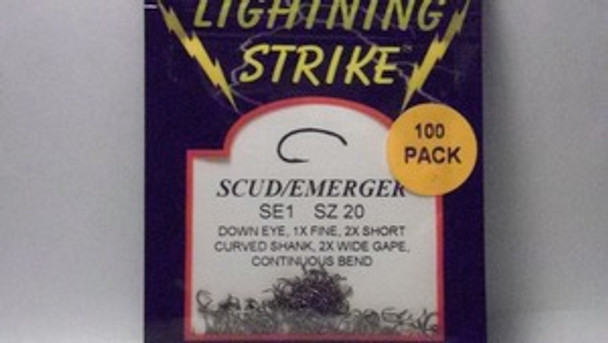 LIGHTNING
STRIKE™
100
PACK
SCUD/EMERGER
SE1 SZ 20
DOWN EYE, 1X FINE, 2X SHORT
CURVED SHANK, 2X WIDE GAPE,
CONTINUOUS BEND